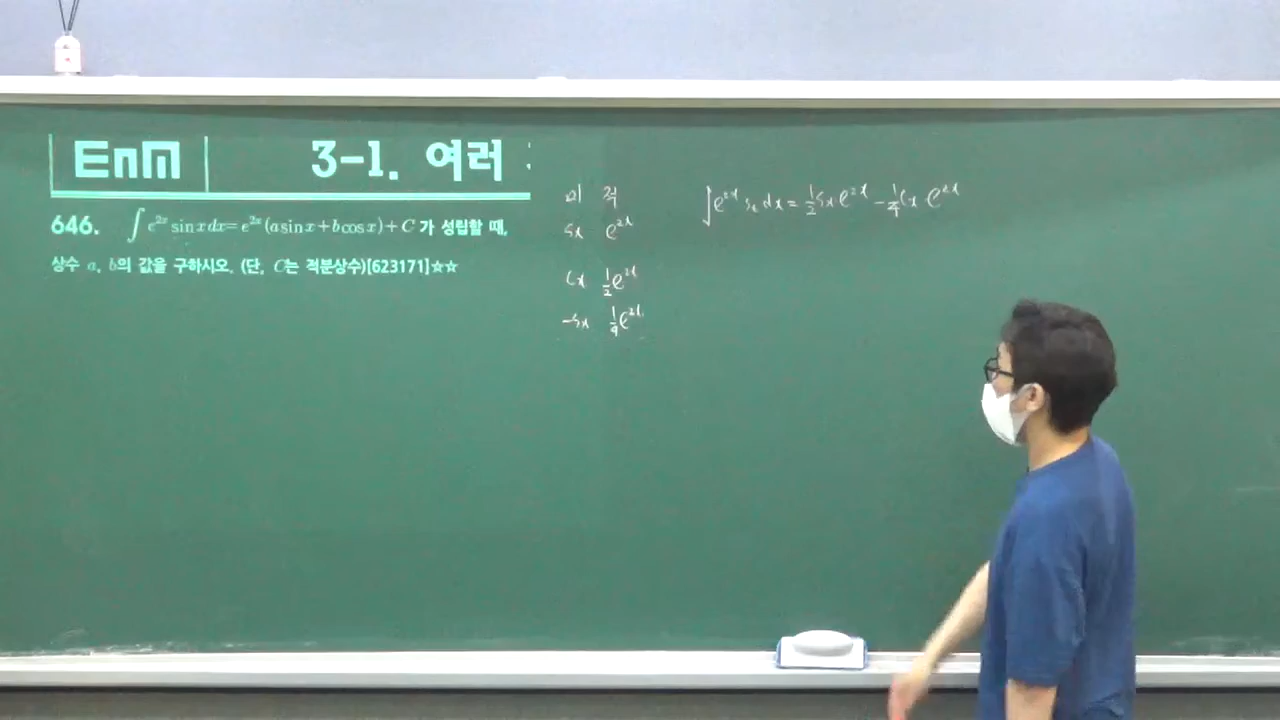 EnM 3-1. 여러
646. ∫ e^{2x} sin x dx = e^{2x}(a sin x + b cos x) + C 가 성립할 때,
상수 a, b의 값을 구하시오. (단, C는 적분상수)[623171]☆☆
미 적
sx e^{2x}
cx 1/2 e^{2x}
-sx 1/4 e^{2x}
∫ e^{2x} sx dx = 1/2 sx e^{2x} - 1/4 cx e^{2x}